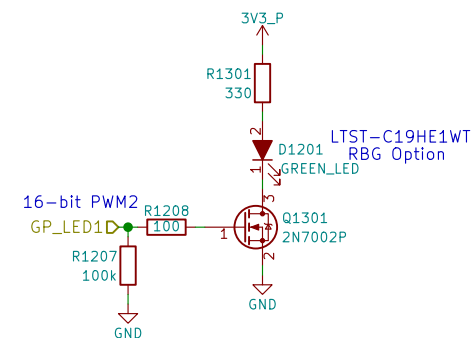 3V3_P
R1301
330
2
D1201
LTST-C19HE1WT
RBG Option
1
GREEN_LED
16-bit PWM2
GP_LED1
R1208
100
3
Q1301
2N7002P
1
2
R1207
100k
GND
GND